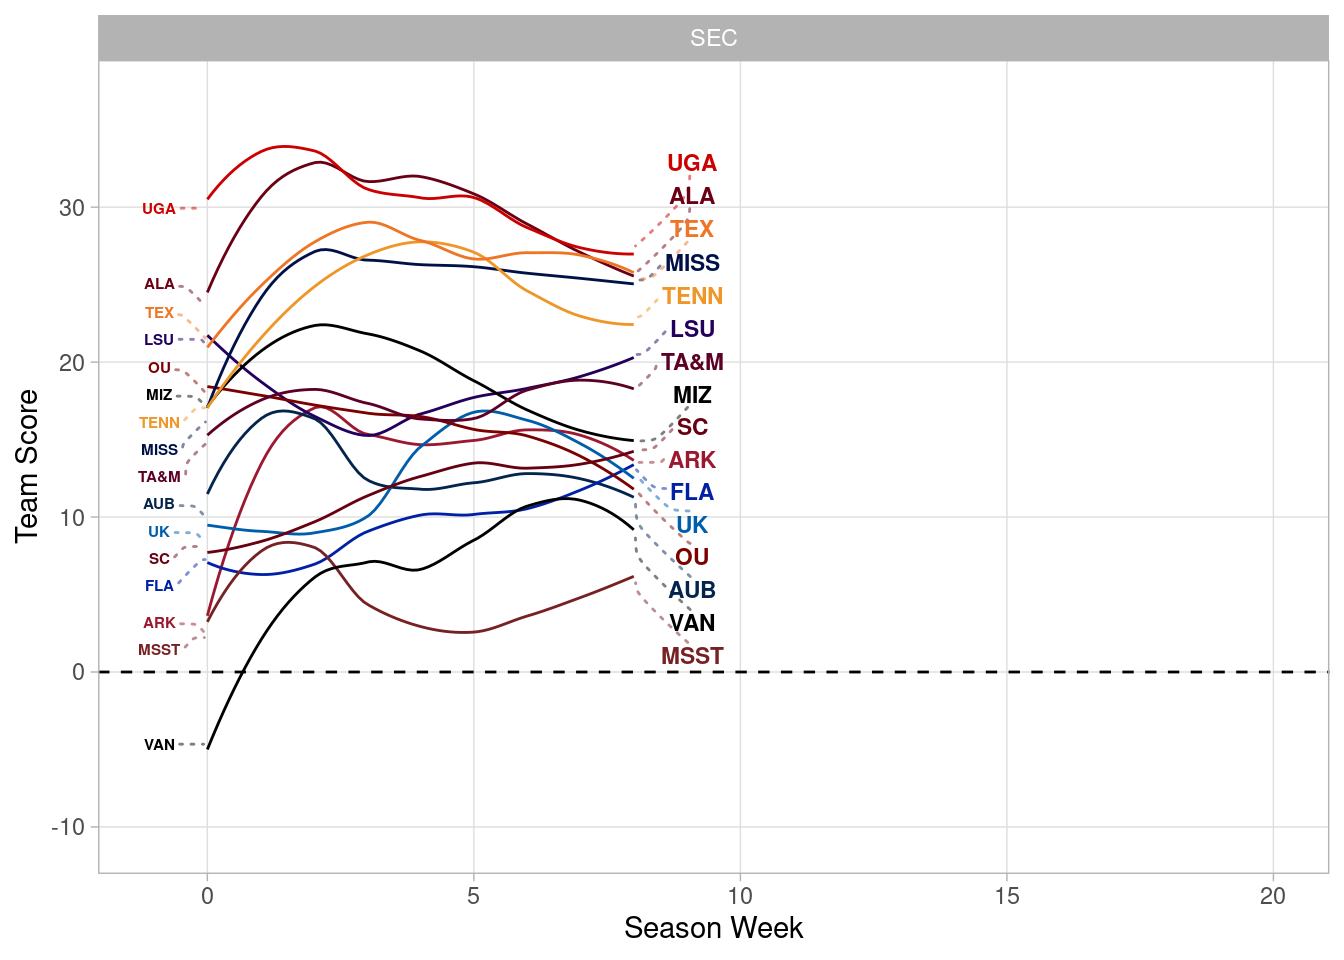 SEC
Team Score
30
20
10
0
-10
UGA
ALA
TEX
LSU
OU
MIZ
TENN
MISS
TA&M
AUB
UK
SC
FLA
ARK
MSST
VAN
UGA
ALA
TEX
MISS
TENN
LSU
TA&M
MIZ
SC
ARK
FLA
UK
OU
AUB
VAN
MSST
0
5
10
15
20
Season Week